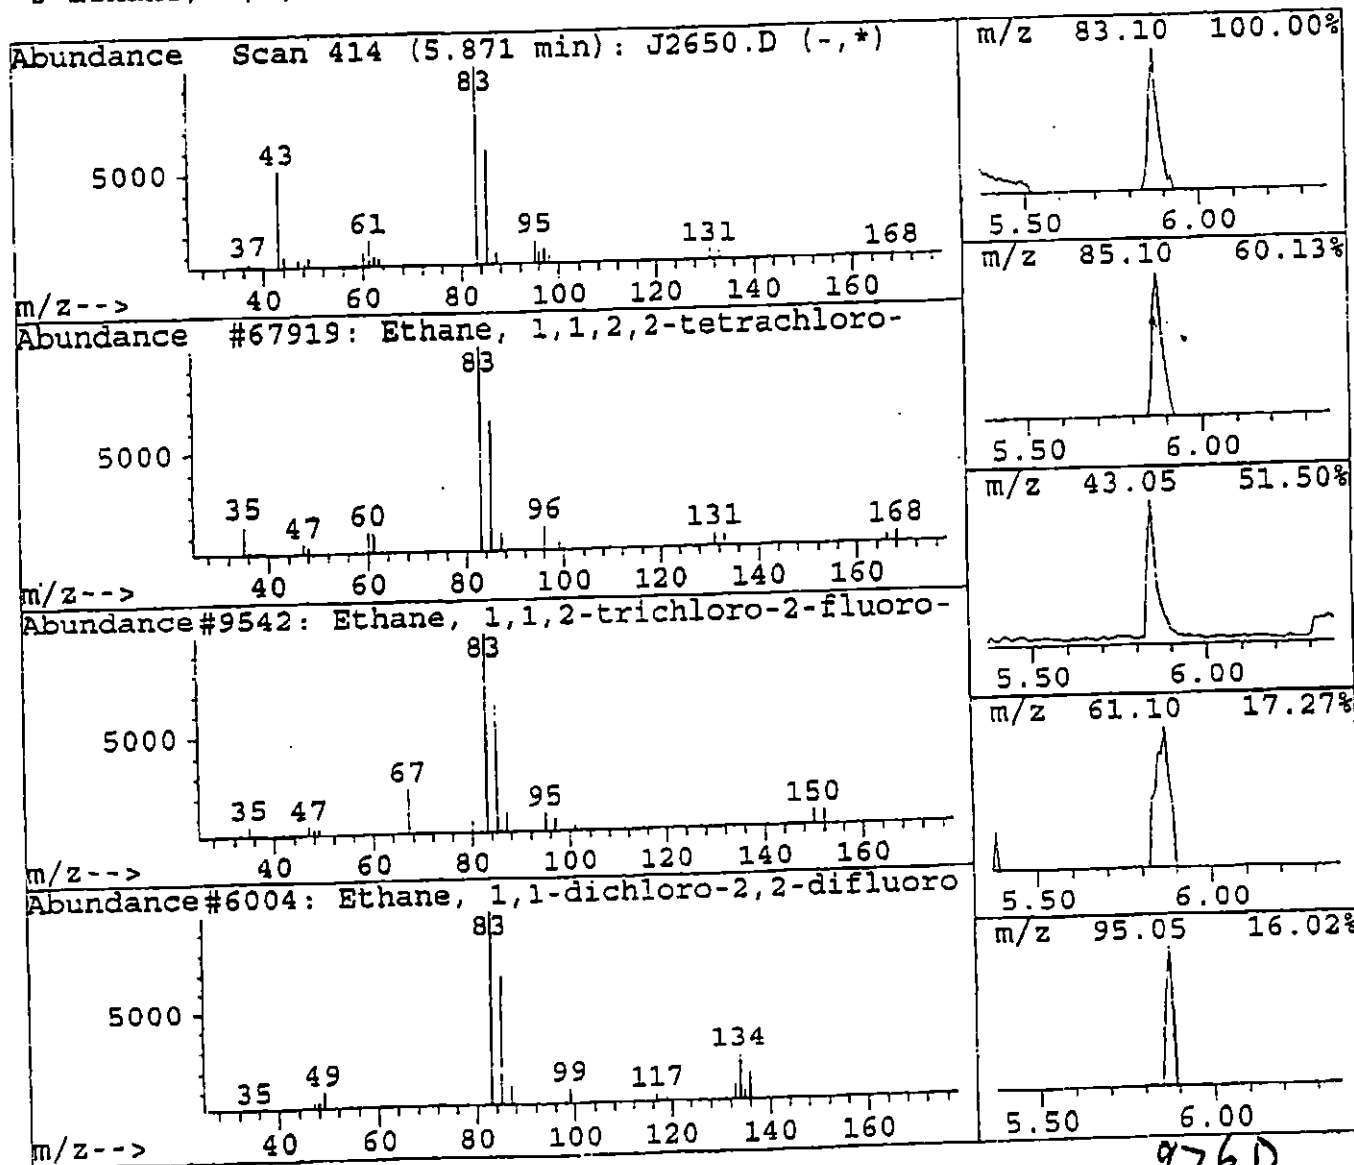 Abundance Scan 414 (5.871 min): J2650.D (-,*)
83
43
5000
61
95
37
131
168
40 60 80 100 120 140 160
m/z-->
Abundance #67919: Ethane, 1,1,2,2-tetrachloro-
83
5000
35
47
60
96
131
168
40 60 80 100 120 140 160
m/z-->
Abundance #9542: Ethane, 1,1,2-trichloro-2-fluoro-
83
5000
67
35 47
95
150
40 60 80 100 120 140 160
m/z-->
Abundance #6004: Ethane, 1,1-dichloro-2,2-difluoro
83
5000
134
35 49
99
117
40 60 80 100 120 140 160
m/z-->
m/z 83.10 100.00%
5.50 6.00
m/z 85.10 60.13%
5.50 6.00
m/z 43.05 51.50%
5.50 6.00
m/z 61.10 17.27%
5.50 6.00
m/z 95.05 16.02%
5.50 6.00